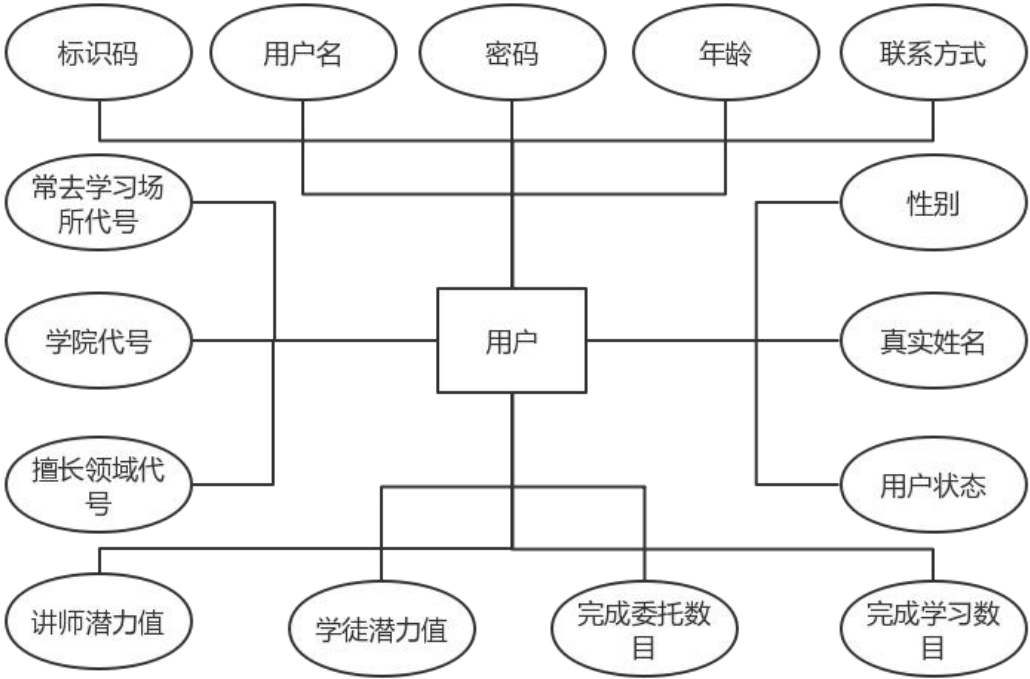 标识码
用户名
密码
年龄
联系方式
常去学习场
所代号
性别
学院代号
用户
真实姓名
擅长领域代
号
用户状态
讲师潜力值
学徒潜力值
完成委托数
目
完成学习数
目